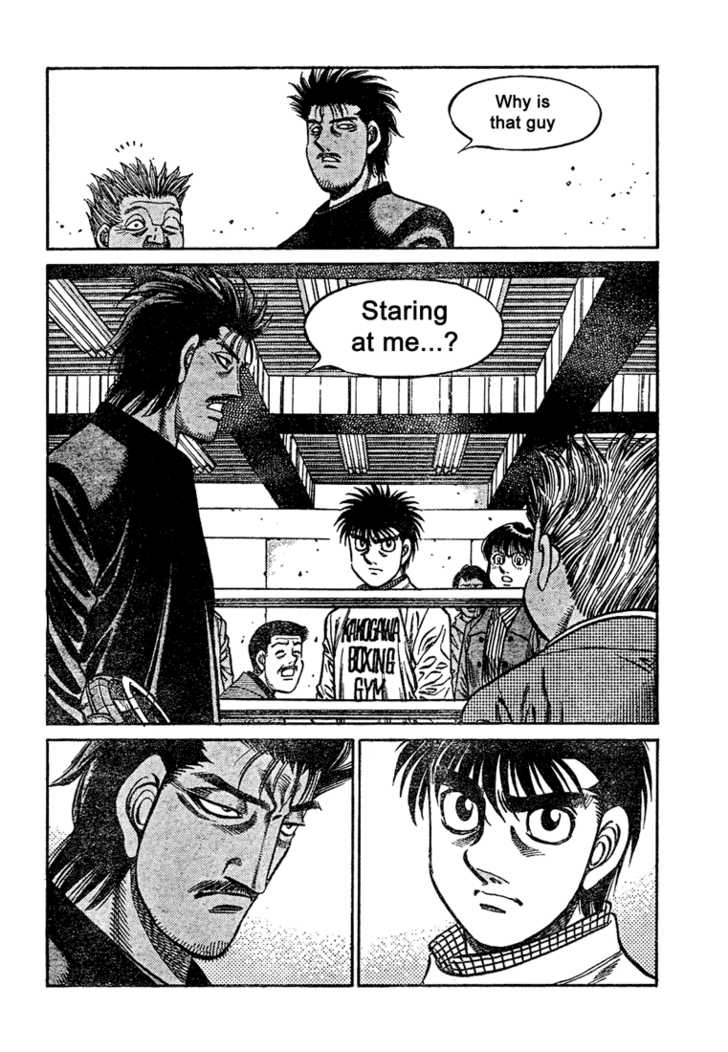 Why is
that guy
Staring
at me...?
KAMOGAWA
BOXING
GYM